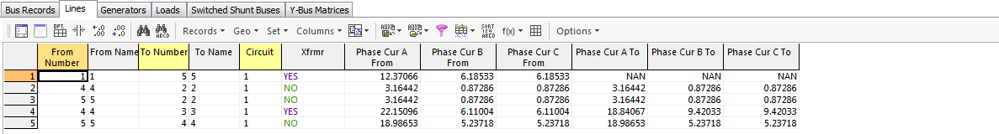 Bus Records Lines Generators Loads Switched Shunt Buses Y-Bus Matrices
Records Geo Set Columns AUXB AUXB SORT 124 ABCD f(x) Options
From Number From Name To Number To Name Circuit Xfrmr Phase Cur A From Phase Cur B From Phase Cur C From Phase Cur A To Phase Cur B To Phase Cur C To
1 1 1 5 5 1 YES 12.37066 6.18533 6.18533 NAN NAN NAN
2 4 4 2 2 1 NO 3.16442 0.87286 0.87286 3.16442 0.87286 0.87286
3 5 5 2 2 1 NO 3.16442 0.87286 0.87286 3.16442 0.87286 0.87286
4 4 4 3 3 1 YES 22.15096 6.11004 6.11004 18.84067 9.42033 9.42033
5 5 5 4 4 1 NO 18.98653 5.23718 5.23718 18.98653 5.23718 5.23718